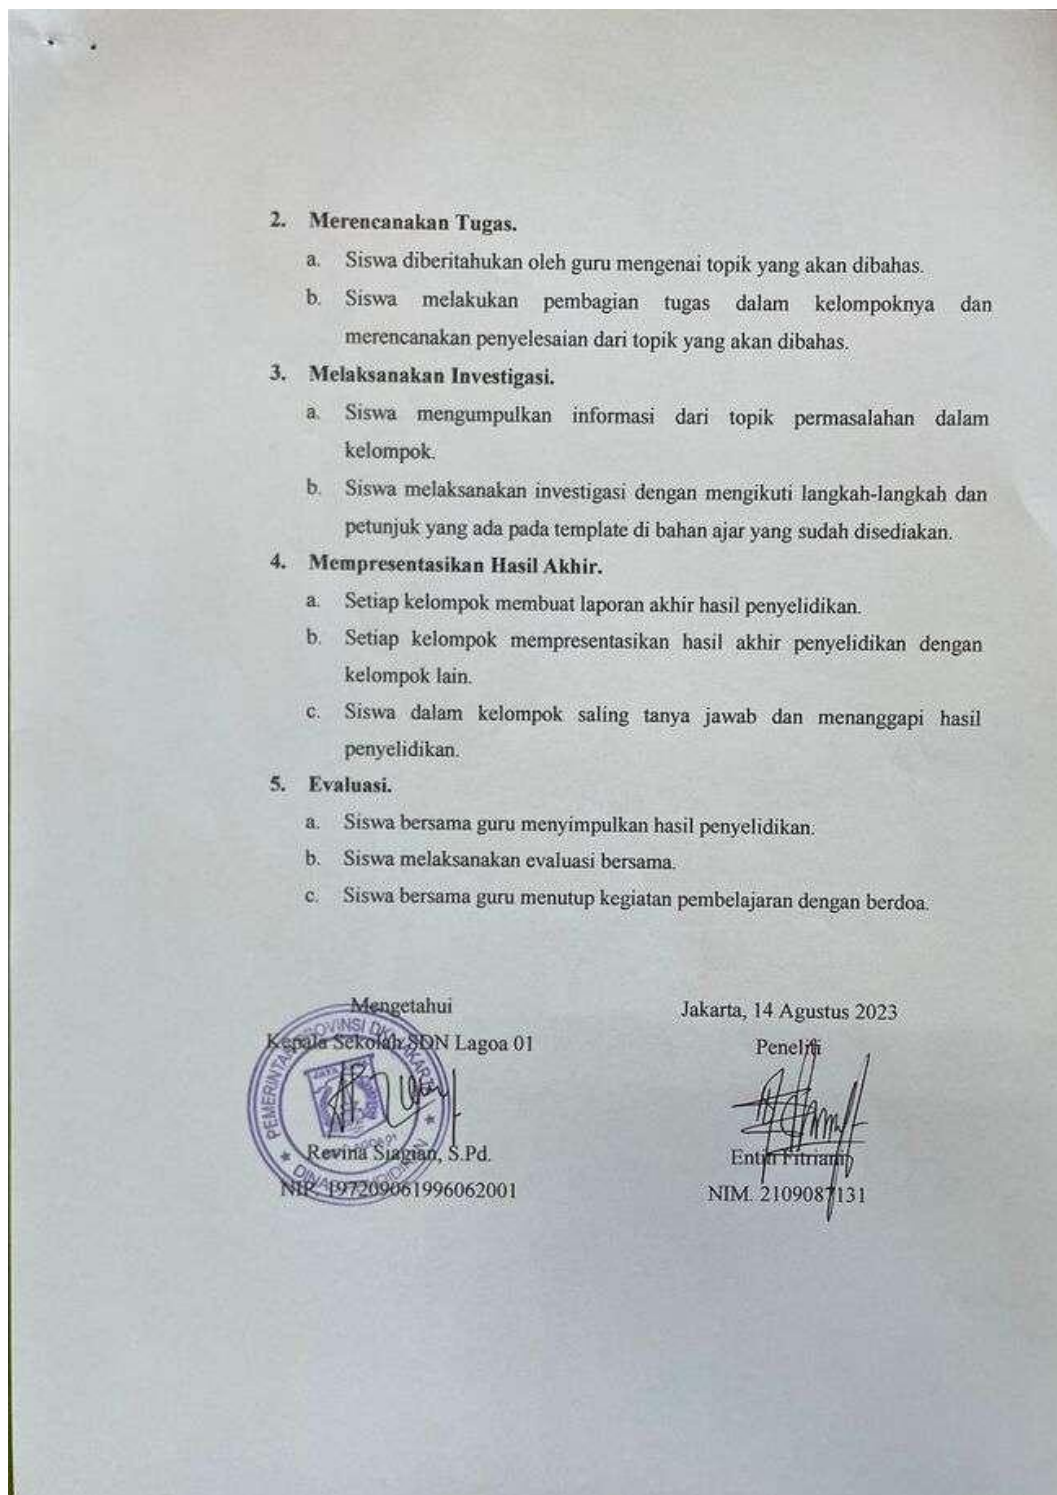 2. Merencanakan Tugas.
a. Siswa diberitahukan oleh guru mengenai topik yang akan dibahas.
b. Siswa melakukan pembagian tugas dalam kelompoknya dan
merencanakan penyelesaian dari topik yang akan dibahas.
3. Melaksanakan Investigasi.
a. Siswa mengumpulkan informasi dari topik permasalahan dalam
kelompok.
b. Siswa melaksanakan investigasi dengan mengikuti langkah-langkah dan
petunjuk yang ada pada template di bahan ajar yang sudah disediakan.
4. Mempresentasikan Hasil Akhir.
a. Setiap kelompok membuat laporan akhir hasil penyelidikan.
b. Setiap kelompok mempresentasikan hasil akhir penyelidikan dengan
kelompok lain.
c. Siswa dalam kelompok saling tanya jawab dan menanggapi hasil
penyelidikan.
5. Evaluasi.
a. Siswa bersama guru menyimpulkan hasil penyelidikan.
b. Siswa melaksanakan evaluasi bersama.
c. Siswa bersama guru menutup kegiatan pembelajaran dengan berdoa.
Mengetahui
Kepala Sekolah SDN Lagoa 01
PEMERINTAH PROVINSI DKI JAKARTA
DINAS PENDIDIKAN
Revina Siagian, S.Pd.
NIP. 197209061996062001
Jakarta, 14 Agustus 2023
Peneliti
Entin Fitriani
NIM. 2109087131